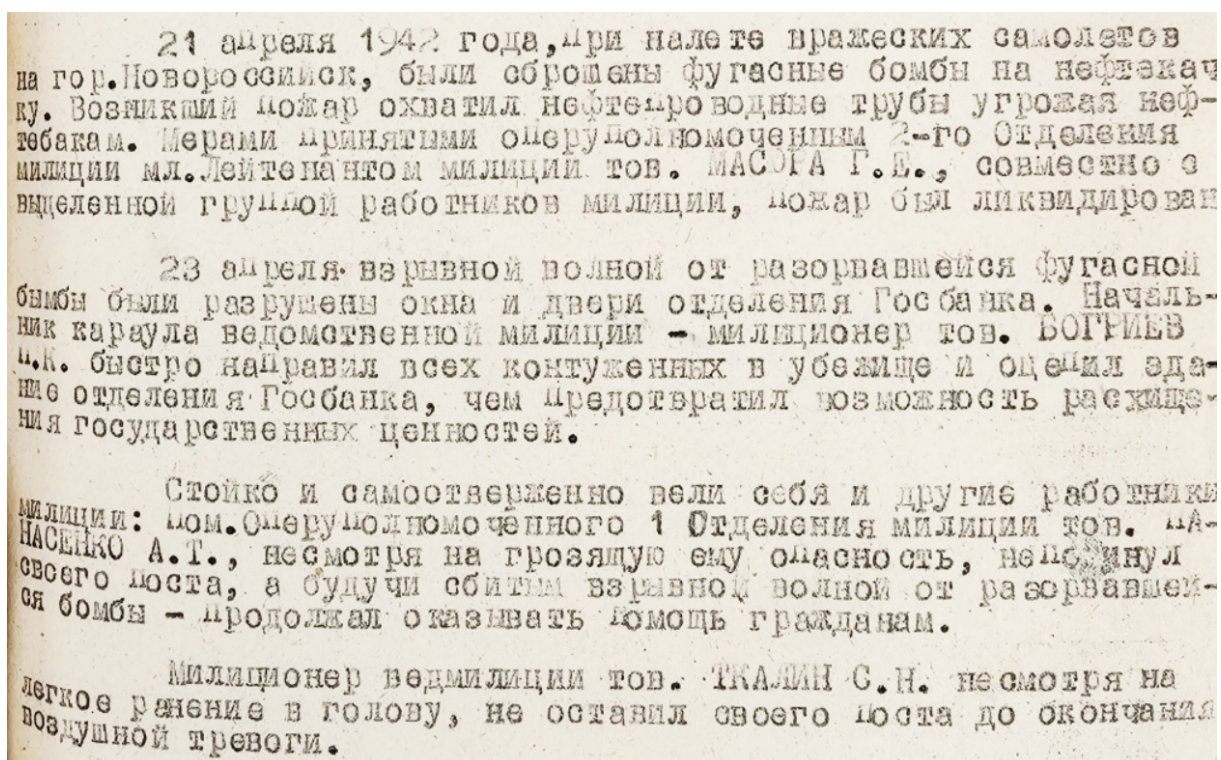 21 апреля 1942 года,при налете вражеских самолетов
на гор.Новороссийск, были сброшены фугасные бомбы на нефтекач
ку. Возникший пожар охватил нефтепроводные трубы угрожая неф-
тебакам. Мерами принятыми оперуполномоченным 2-го Отделения
милиции мл.Лейтенантом милиции тов. МАСОРА Г.Е., совместно с
выделенной группой работников милиции, пожар был ликвидирован
23 апреля взрывной волной от разорвавшейся фугасной
бымбы были разрушены окна и двери отделения Госбанка. Началь-
ник караула ведомственной милиции - милиционер тов. БОГРИЕВ
П.К. быстро направил всех контуженных в убежище и оцепил зда-
ние отделения Госбанка, чем предотвратил возможность расхище-
ния государственных ценностей.
Стойко и самоотверженно вели себя и другие работники
милиции: пом.Оперуполномоченного 1 Отделения милиции тов. ПА-
НАСЕНКО А.Т., несмотря на грозящую ему опасность, непокинул
своего поста, а будучи сбитым взрывной волной от разорвавшей-
ся бомбы - продолжал оказывать помощь гражданам.
Милиционер ведмилиции тов. ТКАЛИН С.Н. несмотря на
легкое ранение в голову, не оставил своего поста до окончания
воздушной тревоги.